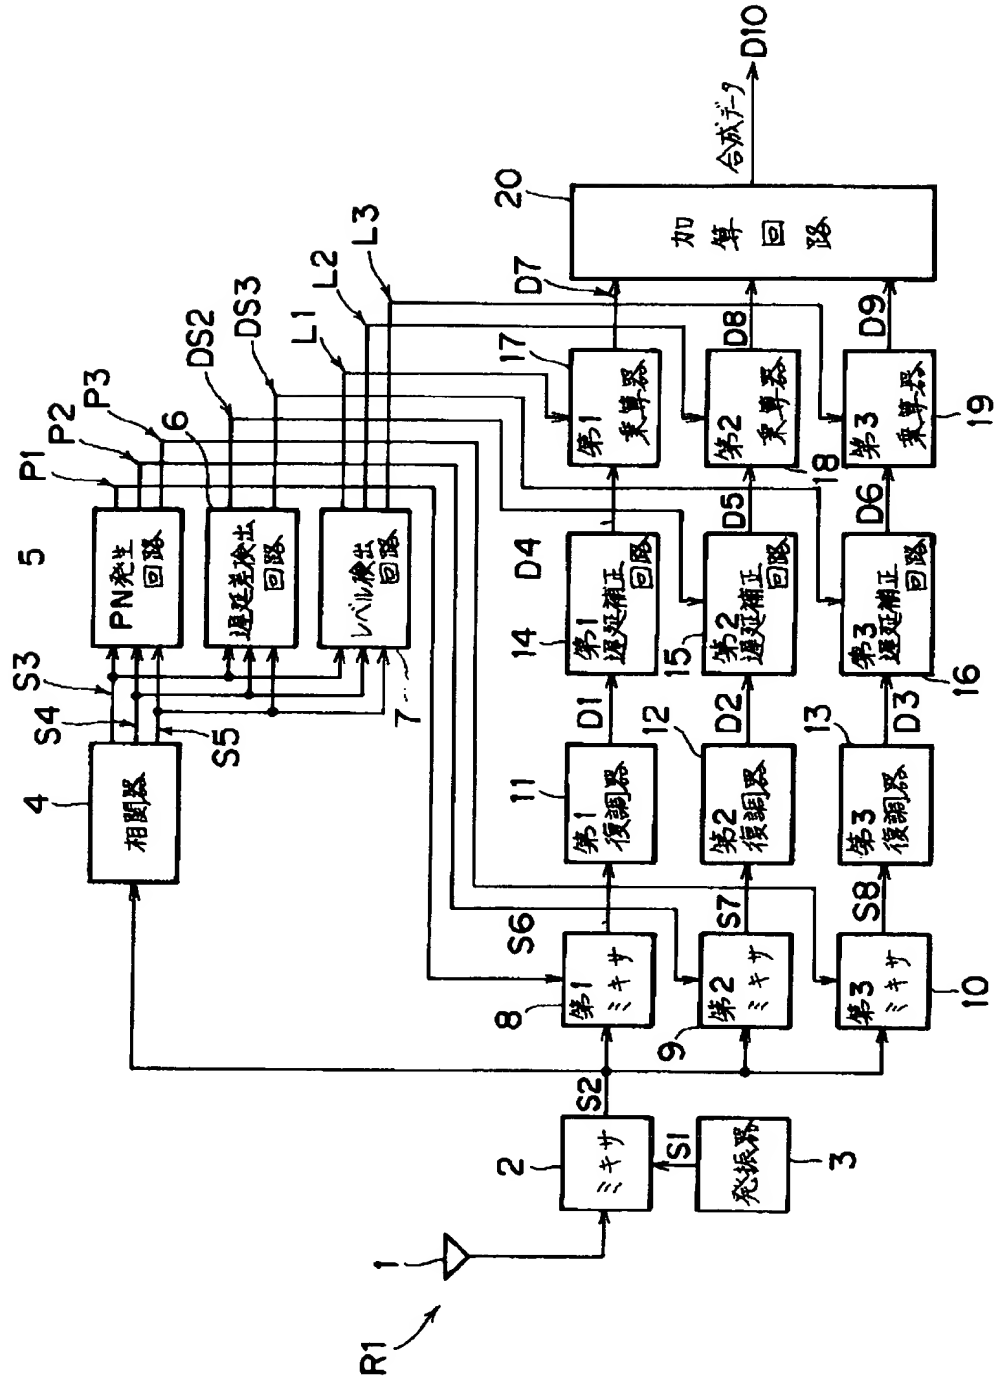 R1
1
2
ミキサ
S1
発振器
3
S2
4
相関器
S3
S4
S5
5
PN発生
回路
P1
P2
P3
6
遅延差検出
回路
DS2
DS3
7
レベル検出
回路
L1
L2
L3
8
第1
ミキサ
S6
11
第1
復調器
D1
14
第1
遅延補正
回路
D4
17
第1
乗算器
D7
9
第2
ミキサ
S7
12
第2
復調器
D2
15
第2
遅延補正
回路
D5
18
第2
乗算器
D8
10
第3
ミキサ
S8
13
第3
復調器
D3
16
第3
遅延補正
回路
D6
19
第3
乗算器
D9
20
加算回路
合成データ
D10